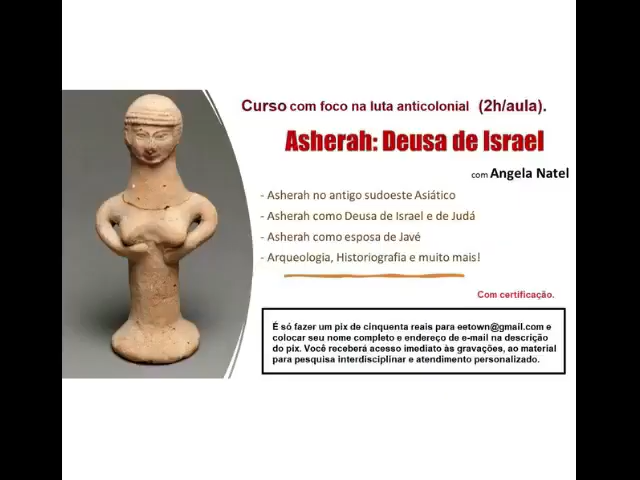 Curso com foco na luta anticolonial (2h/aula).
Asherah: Deusa de Israel
com Angela Natel
- Asherah no antigo sudoeste Asiático
- Asherah como Deusa de Israel e de Judá
- Asherah como esposa de Javé
- Arqueologia, Historiografia e muito mais!
Com certificação.
É só fazer um pix de cinquenta reais para eetown@gmail.com e
colocar seu nome completo e endereço de e-mail na descrição
do pix. Você receberá acesso imediato às gravações, ao material
para pesquisa interdisciplinar e atendimento personalizado.